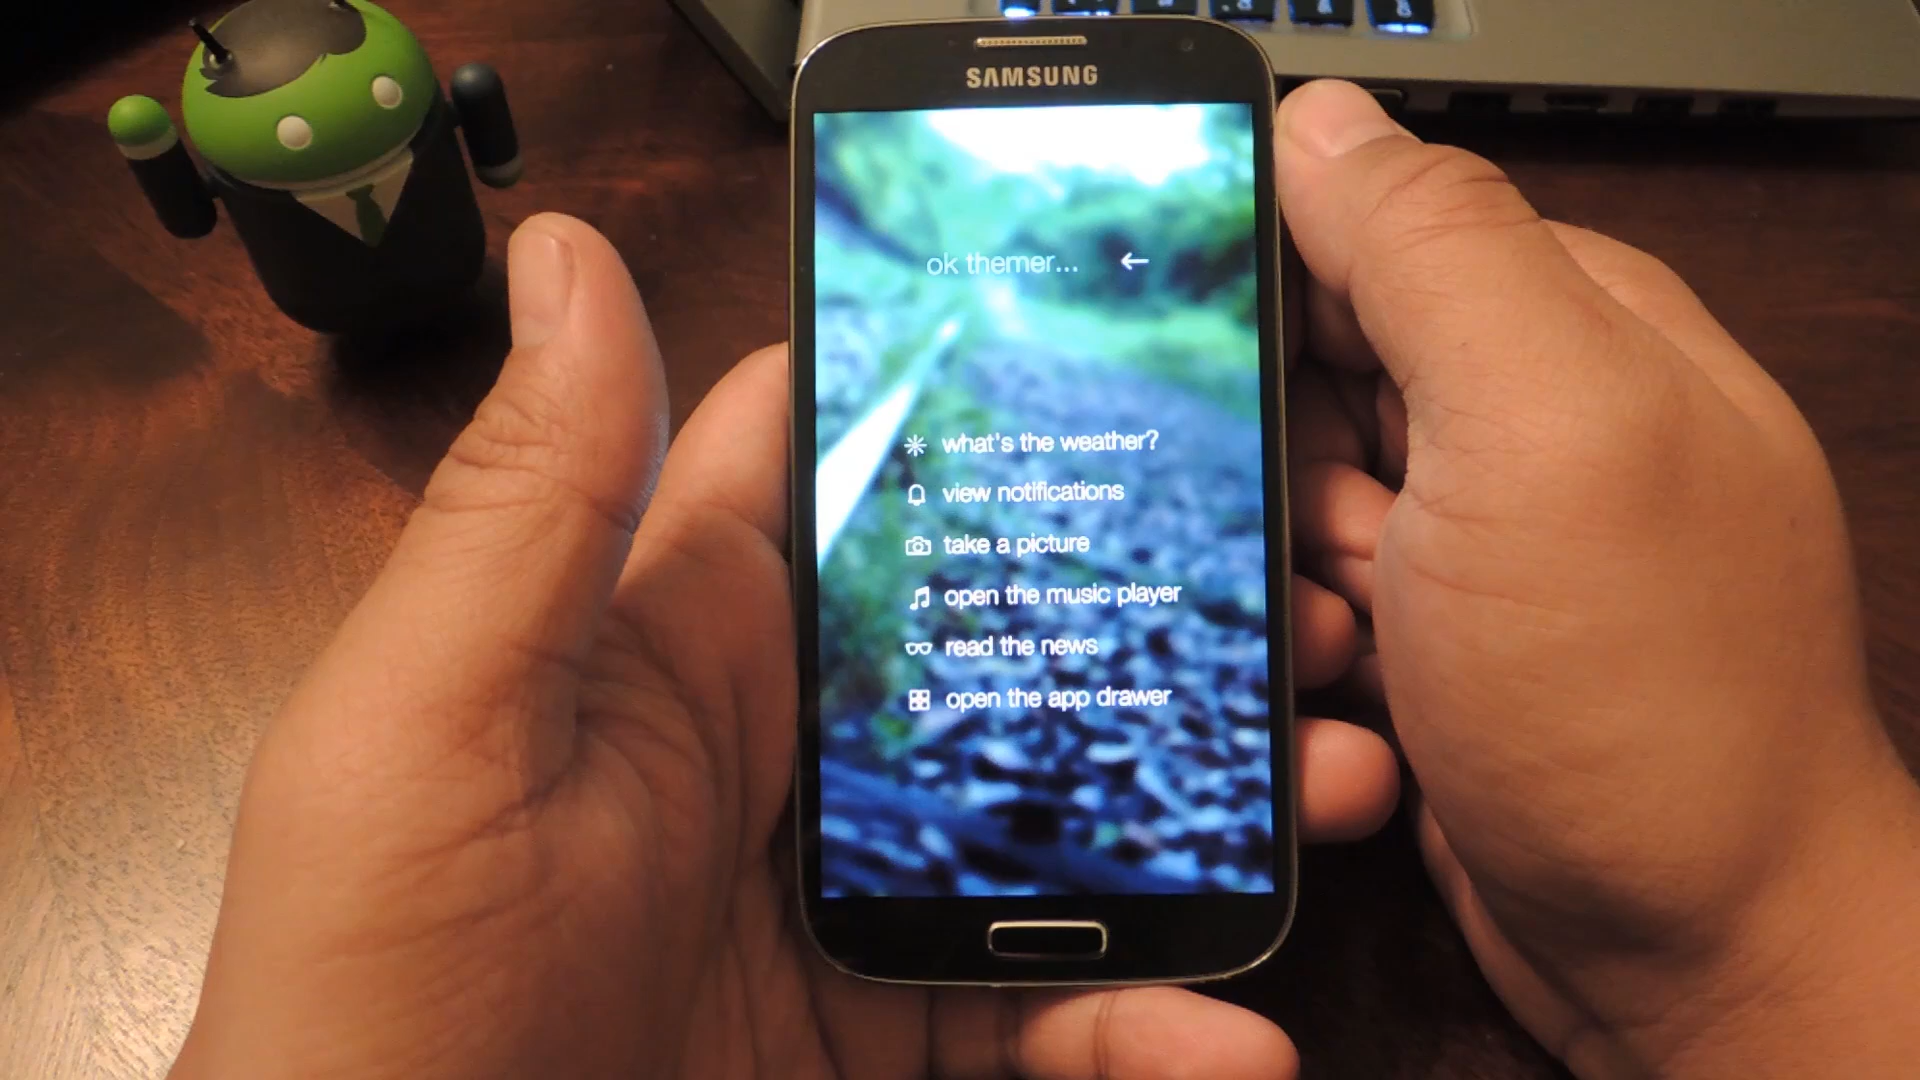 SAMSUNG
ok themer...
what's the weather?
view notifications
take a picture
open the music player
read the news
open the app drawer